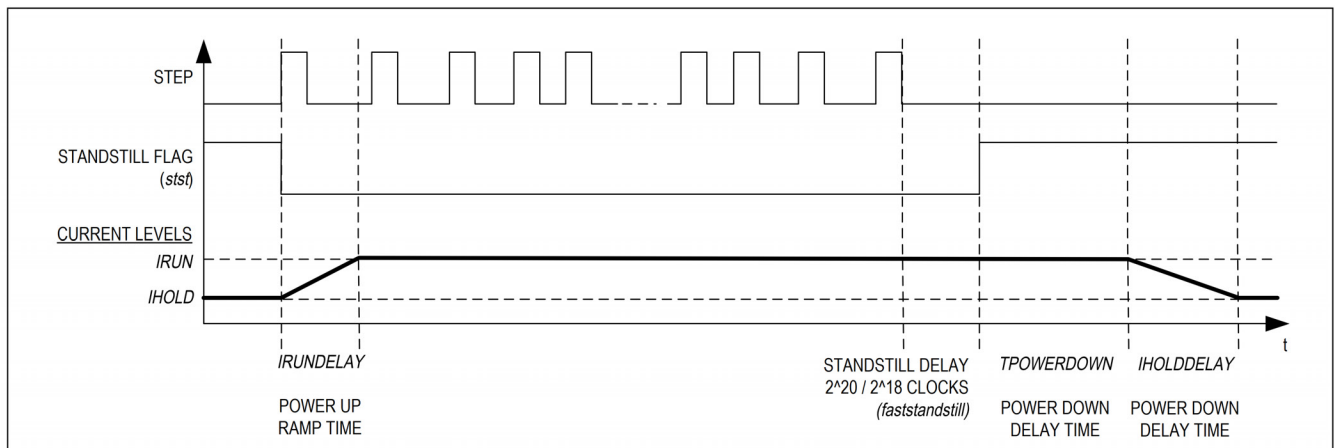 STEP
STANDSTILL FLAG
(stst)
CURRENT LEVELS
IRUN
IHOLD
t
IRUNDELAY
POWER UP
RAMP TIME
STANDSTILL DELAY
2^20 / 2^18 CLOCKS
(faststandstill)
TPOWERDOWN
POWER DOWN
DELAY TIME
IHOLDDELAY
POWER DOWN
DELAY TIME